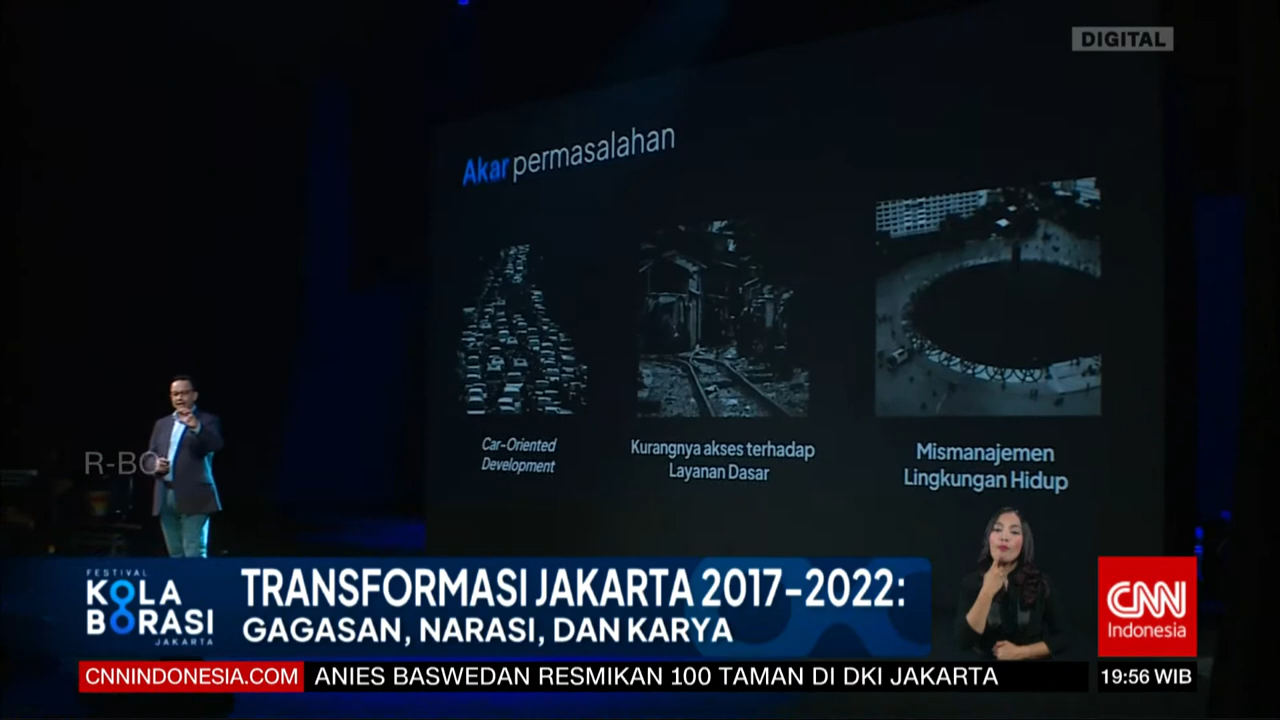 DIGITAL
Akar permasalahan
Car-Oriented
Development
Kurangnya akses terhadap
Layanan Dasar
Mismanajemen
Lingkungan Hidup
R-BO
FESTIVAL
KOLA
BORASI
JAKARTA
TRANSFORMASI JAKARTA 2017-2022:
GAGASAN, NARASI, DAN KARYA
CNN
Indonesia
CNNINDONESIA.COM ANIES BASWEDAN RESMIKAN 100 TAMAN DI DKI JAKARTA
19:56 WIB